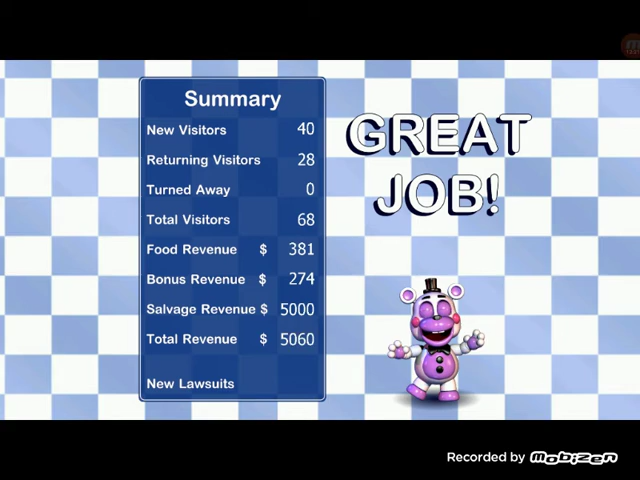 Summary
New Visitors 40
Returning Visitors 28
Turned Away 0
Total Visitors 68
Food Revenue $ 381
Bonus Revenue $ 274
Salvage Revenue $ 5000
Total Revenue $ 5060
New Lawsuits
GREAT
JOB!
Recorded by Mobizen